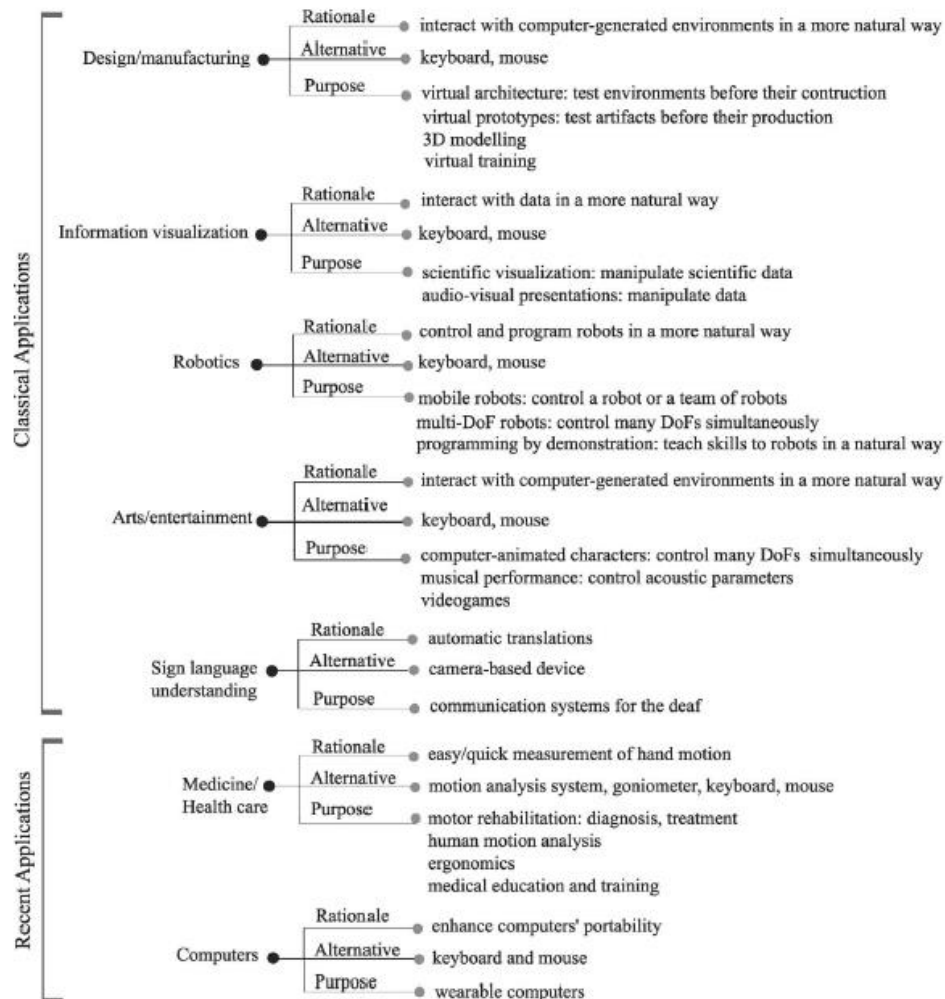 Classical Applications
Design/manufacturing
Rationale
interact with computer-generated environments in a more natural way
Alternative
keyboard, mouse
Purpose
virtual architecture: test environments before their contruction
virtual prototypes: test artifacts before their production
3D modelling
virtual training
Information visualization
Rationale
interact with data in a more natural way
Alternative
keyboard, mouse
Purpose
scientific visualization: manipulate scientific data
audio-visual presentations: manipulate data
Robotics
Rationale
control and program robots in a more natural way
Alternative
keyboard, mouse
Purpose
mobile robots: control a robot or a team of robots
multi-DoF robots: control many DoFs simultaneously
programming by demonstration: teach skills to robots in a natural way
Arts/entertainment
Rationale
interact with computer-generated environments in a more natural way
Alternative
keyboard, mouse
Purpose
computer-animated characters: control many DoFs simultaneously
musical performance: control acoustic parameters
videogames
Sign language
understanding
Rationale
automatic translations
Alternative
camera-based device
Purpose
communication systems for the deaf
Recent Applications
Medicine/
Health care
Rationale
easy/quick measurement of hand motion
Alternative
motion analysis system, goniometer, keyboard, mouse
Purpose
motor rehabilitation: diagnosis, treatment
human motion analysis
ergonomics
medical education and training
Computers
Rationale
enhance computers' portability
Alternative
keyboard and mouse
Purpose
wearable computers